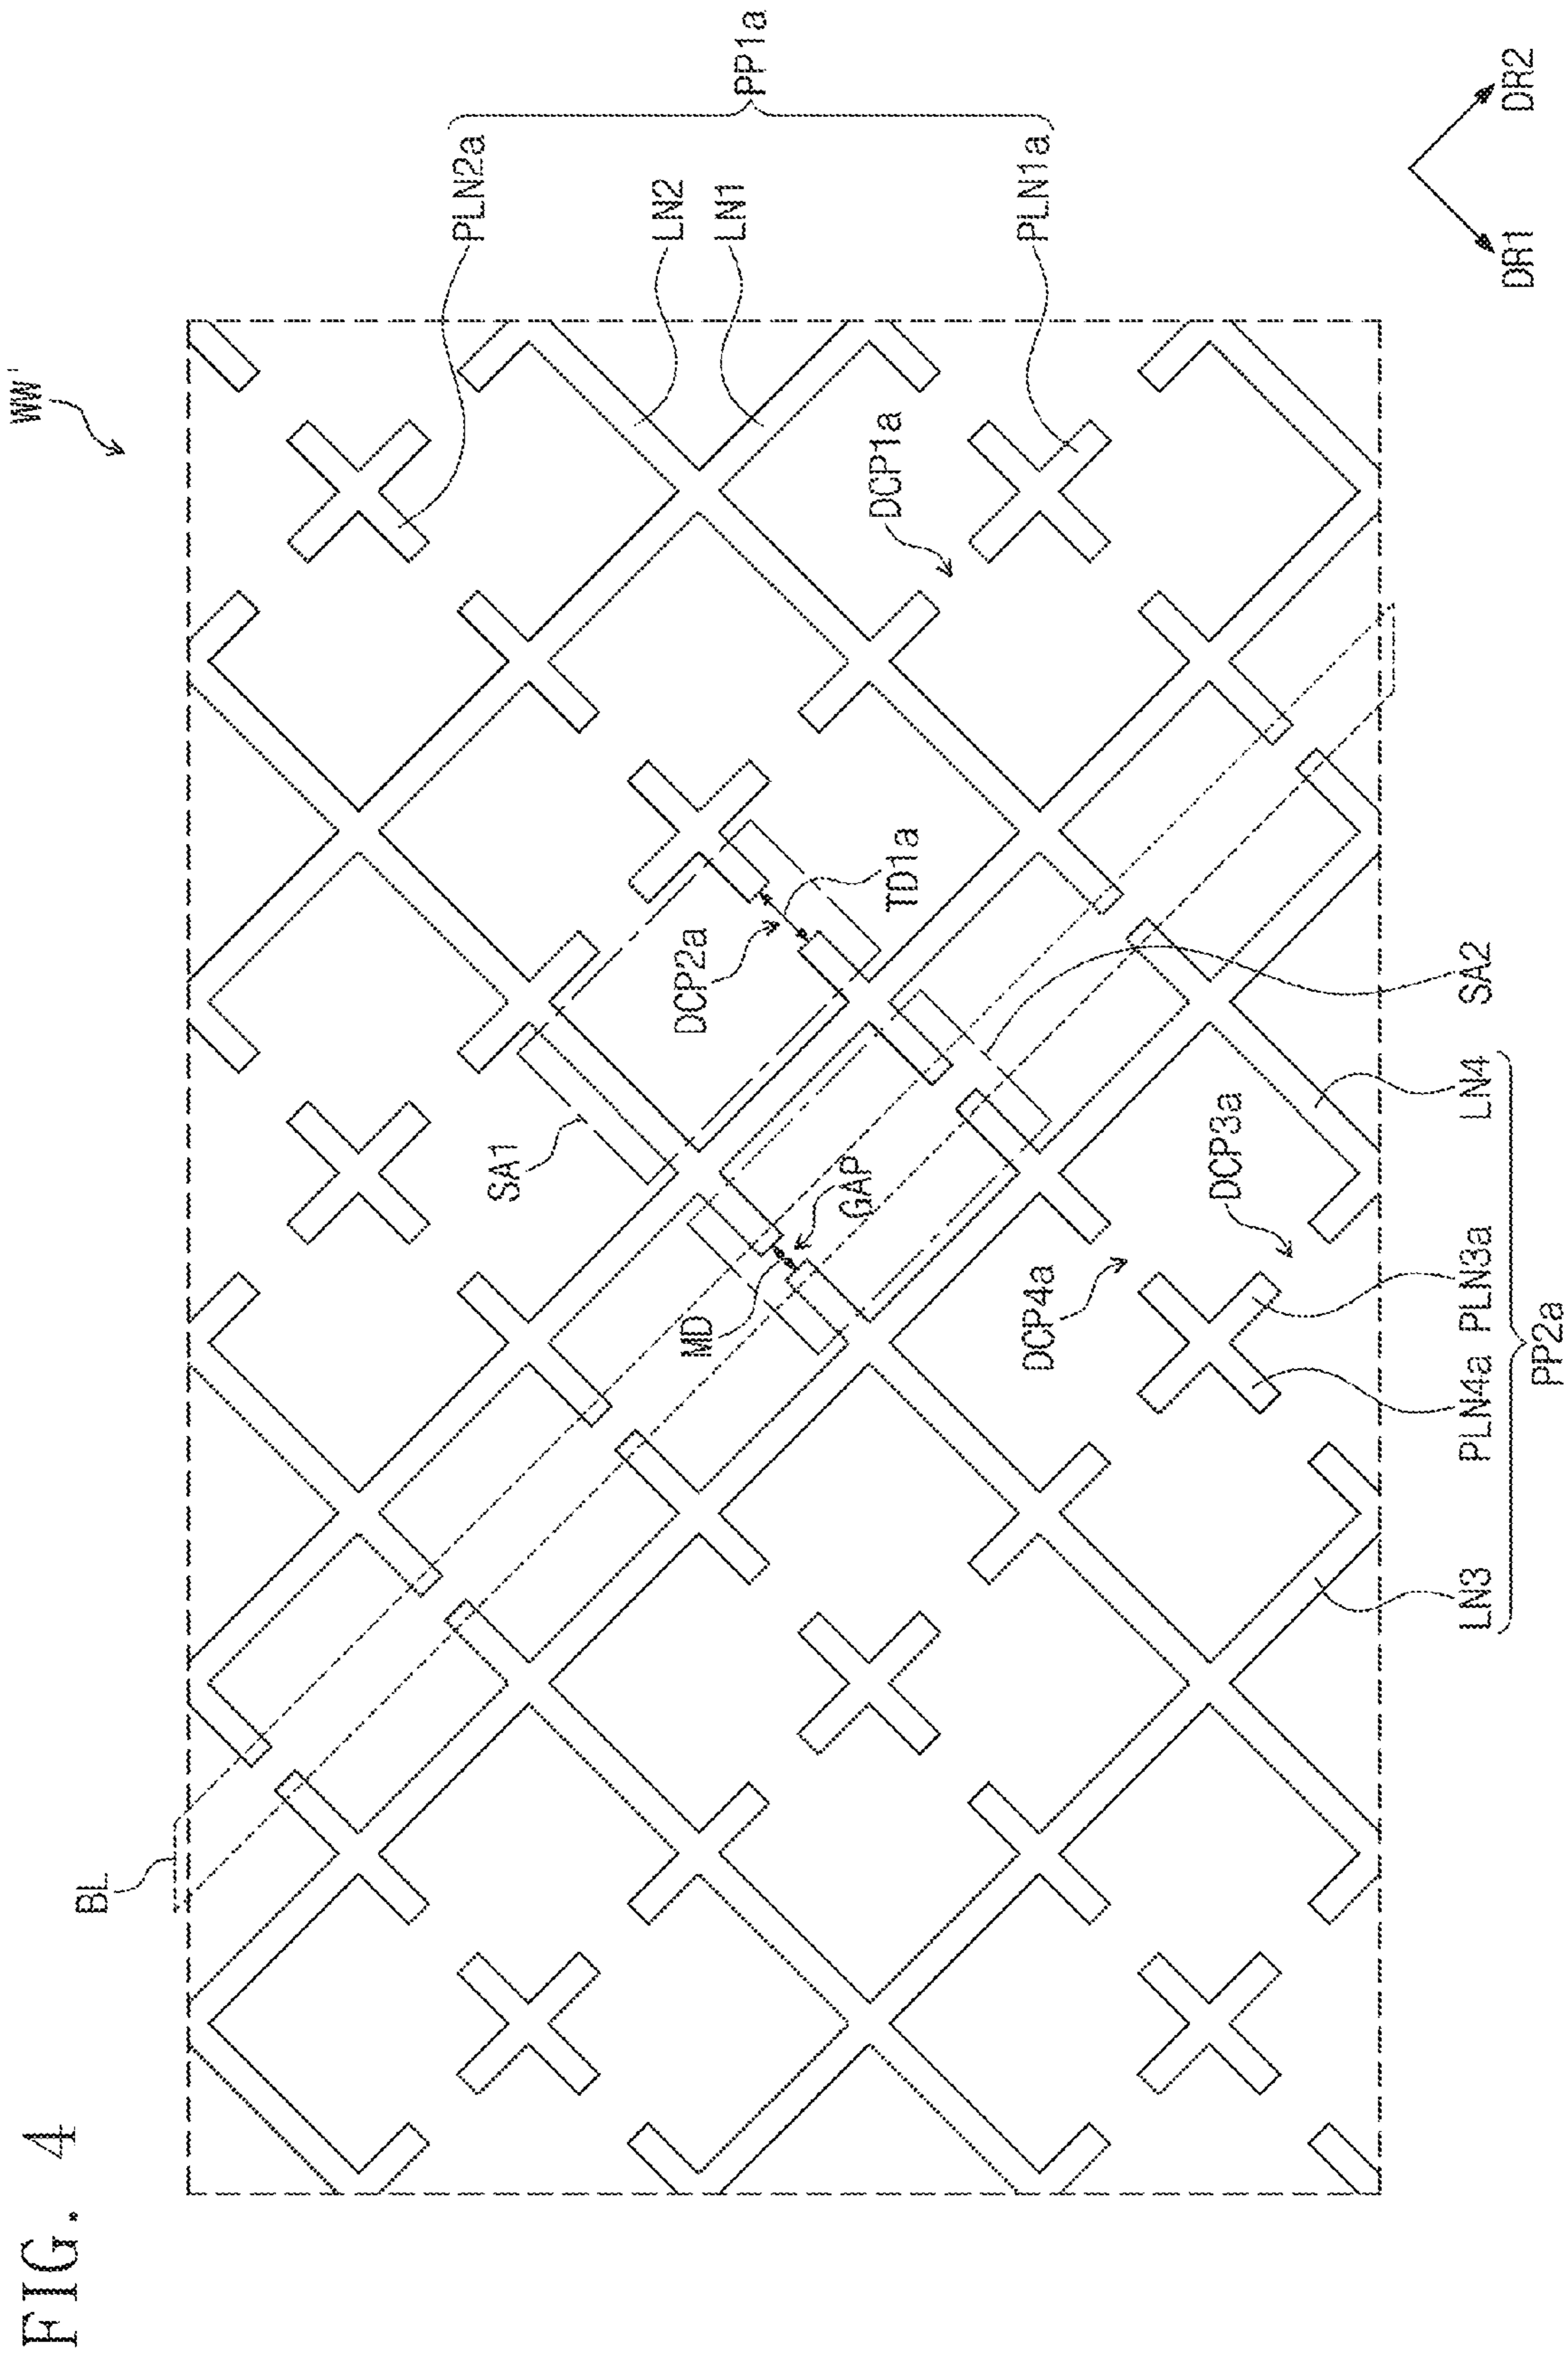 FIG. 4
WW'
BL
SA1
MD
GAP
DCP2a
TD1a
DCP1a
DCP4a
DCP3a
PLN2a
LN2
LN1
PLN1a
PP1a
LN3
PLN4a
PLN3a
LN4
SA2
PP2a
DR1
DR2